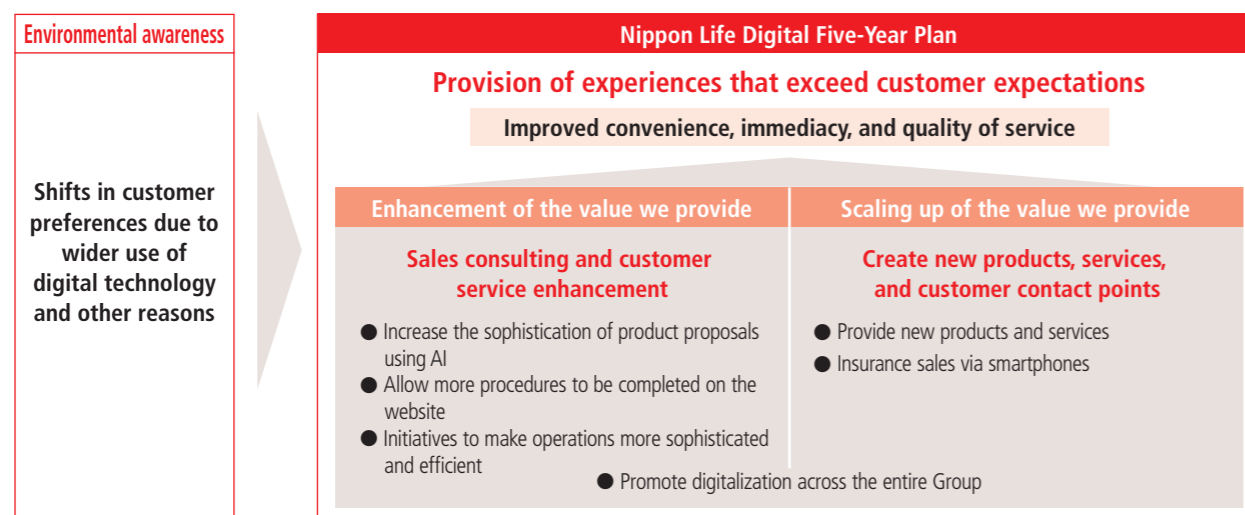 Environmental awareness
Shifts in customer
preferences due to
wider use of
digital technology
and other reasons
Nippon Life Digital Five-Year Plan
Provision of experiences that exceed customer expectations
Improved convenience, immediacy, and quality of service
Enhancement of the value we provide
Sales consulting and customer
service enhancement
● Increase the sophistication of product proposals
using AI
● Allow more procedures to be completed on the
website
● Initiatives to make operations more sophisticated
and efficient
Scaling up of the value we provide
Create new products, services,
and customer contact points
● Provide new products and services
● Insurance sales via smartphones
● Promote digitalization across the entire Group